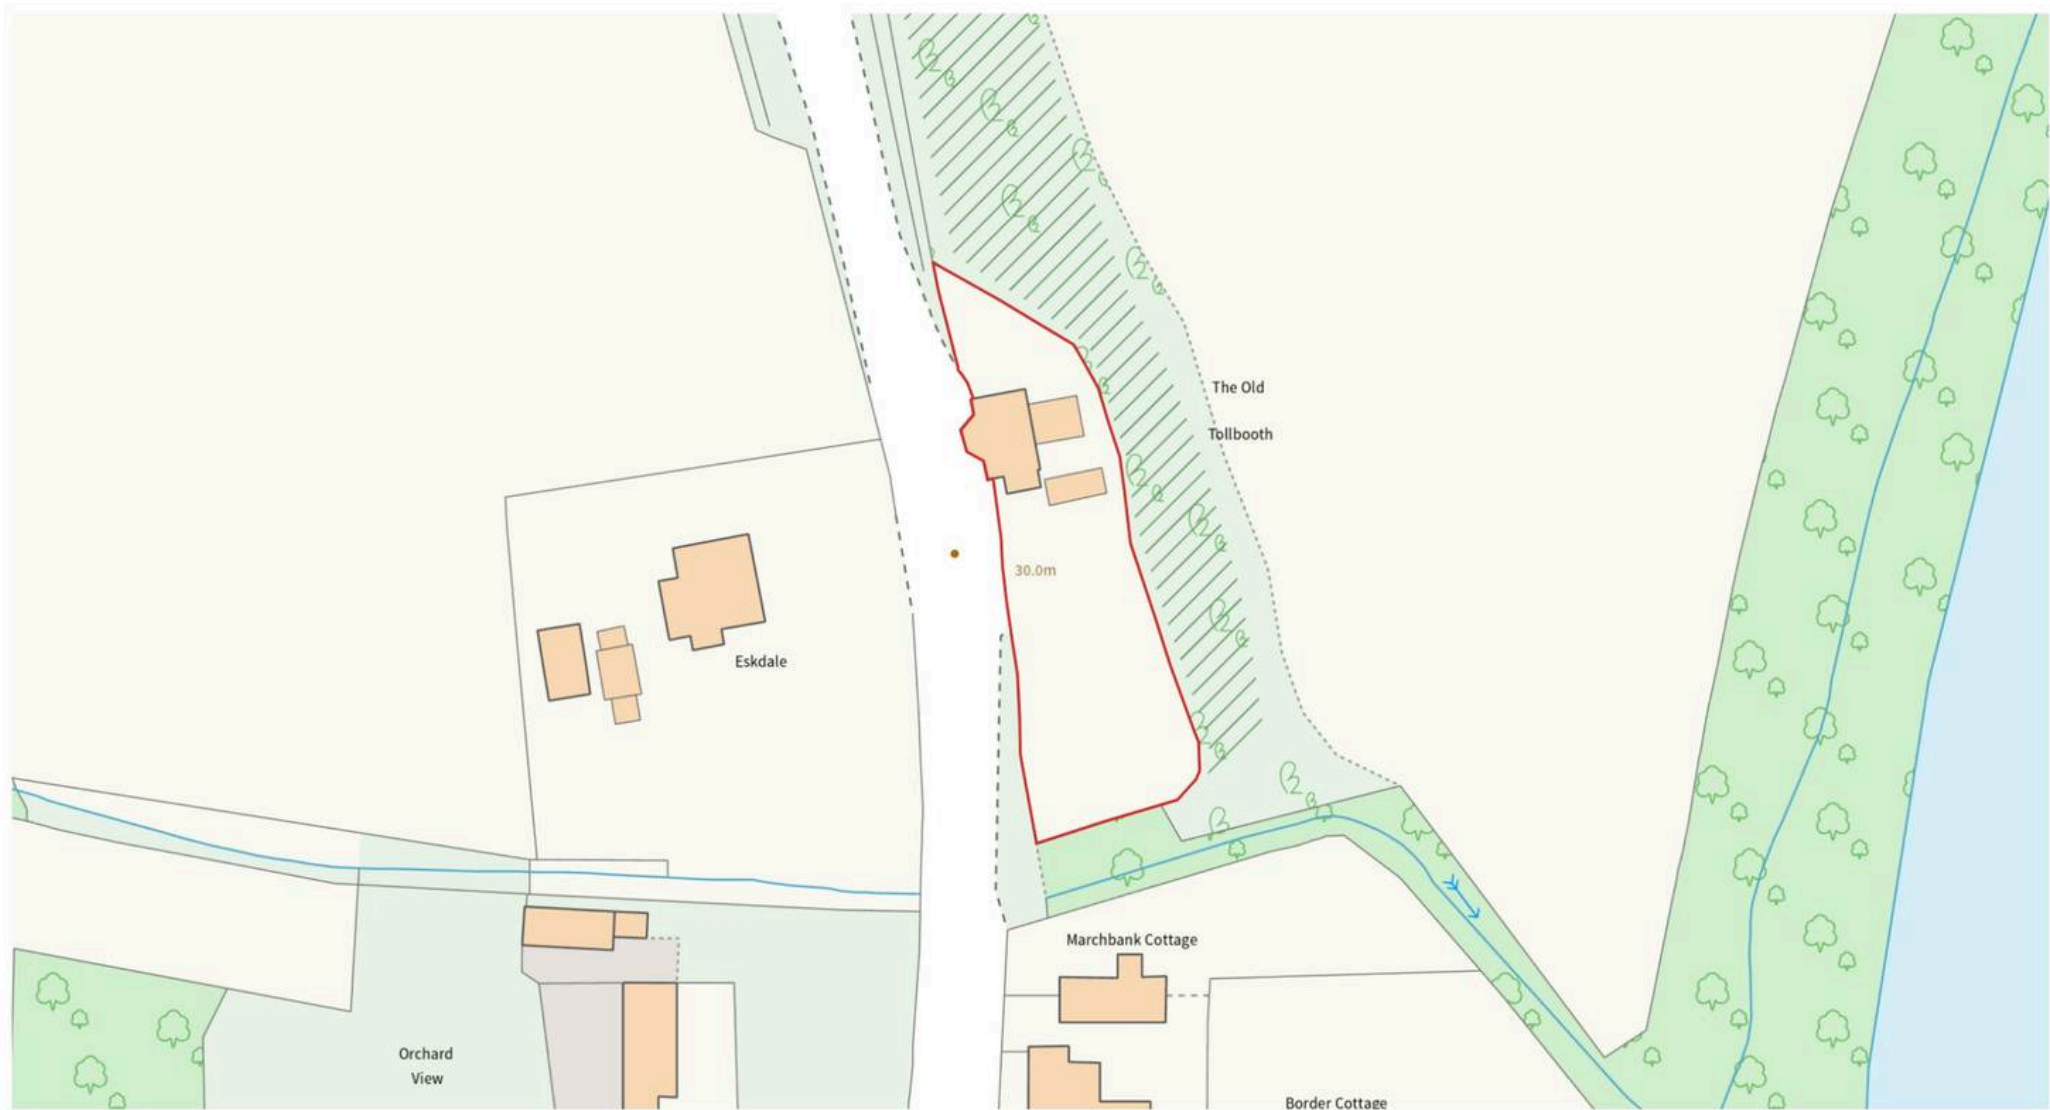 The Old
Tollbooth
30.0m
Eskdale
Marchbank Cottage
Orchard
View
Border Cottage